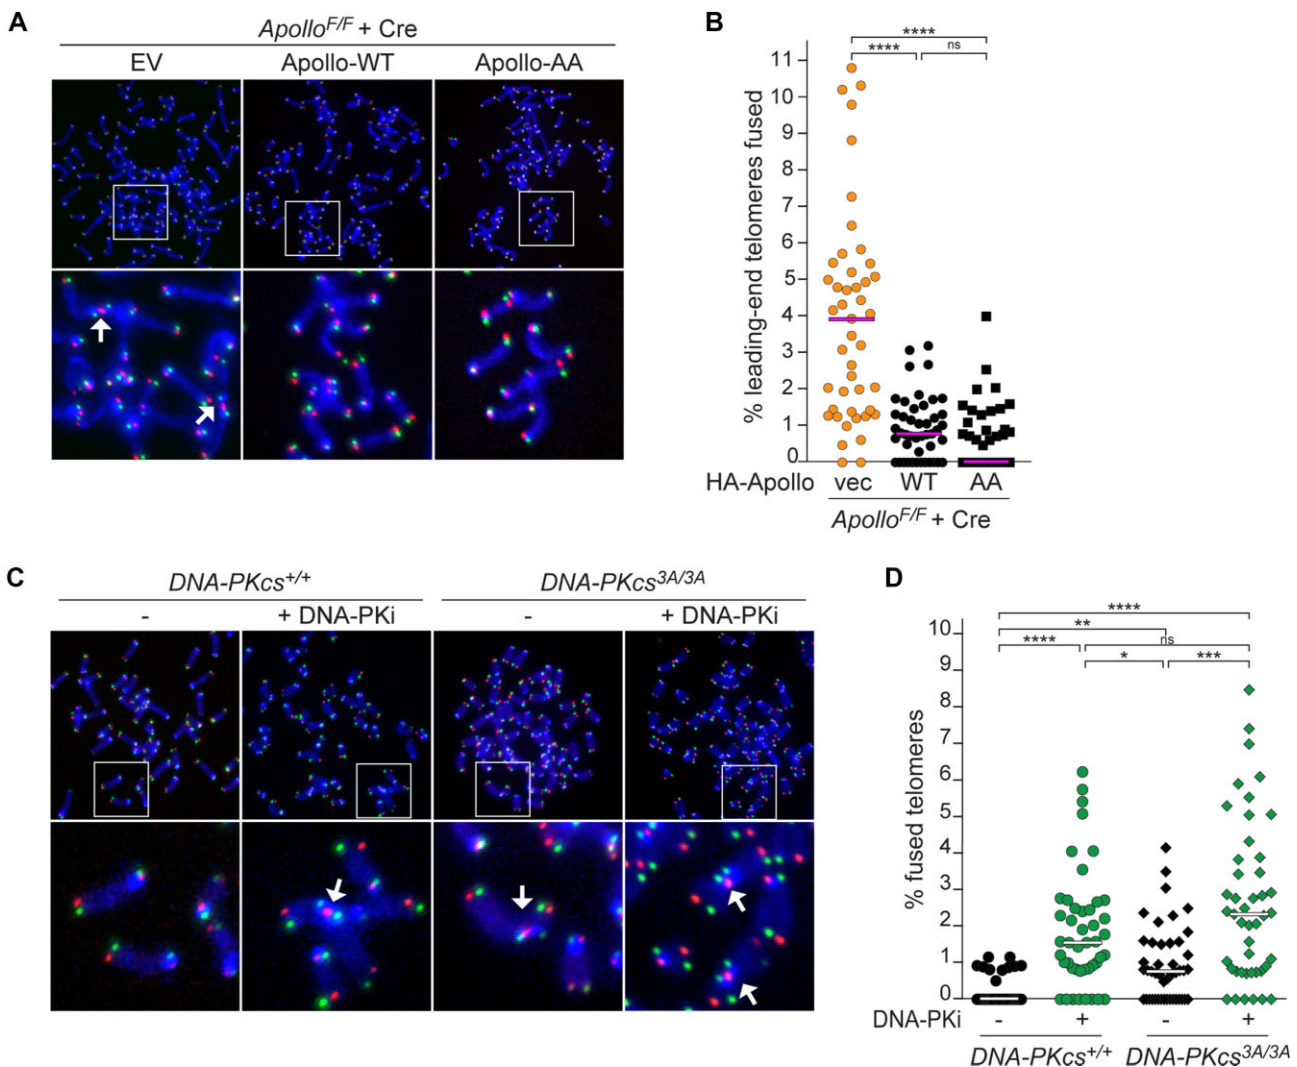 A
Apollo^F/F + Cre
EV Apollo-WT Apollo-AA
B
**** 
**** ns
% leading-end telomeres fused
11
10
9
8
7
6
5
4
3
2
1
0
HA-Apollo vec WT AA
Apollo^F/F + Cre
C
DNA-PKcs^+/+ DNA-PKcs^3A/3A
- + DNA-PKi - + DNA-PKi
D
****
**
**** ns
* ***
% fused telomeres
10
9
8
7
6
5
4
3
2
1
0
DNA-PKi - + - +
DNA-PKcs^+/+ DNA-PKcs^3A/3A